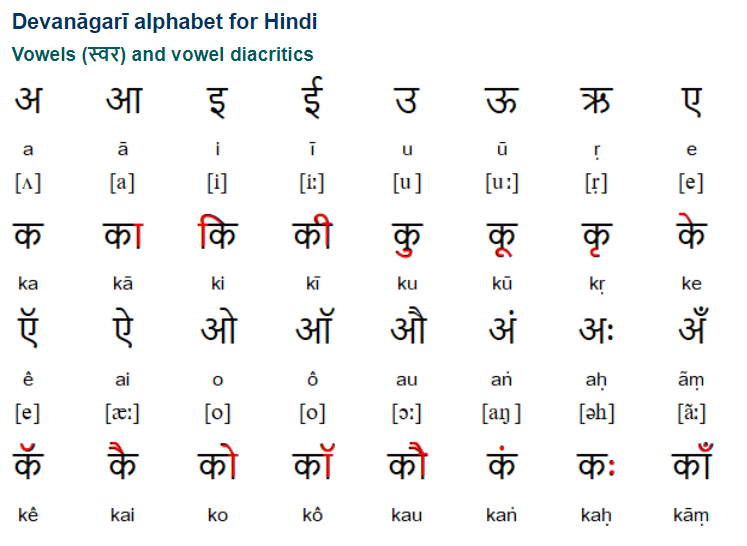 Devanāgarī alphabet for Hindi
Vowels (स्वर) and vowel diacritics
अ आ इ ई उ ऊ ऋ ए
a ā i ī u ū ṛ e
[ʌ] [a] [i] [iː] [u] [uː] [ṛ] [e]
क का कि की कु कू कृ के
ka kā ki kī ku kū kṛ ke
ऍ ऐ ओ ऑ औ अं अः अँ
ê ai o ô au aṅ aḥ ãṃ
[e] [æː] [o] [o] [ɔː] [aŋ] [əh] [ãː]
कॅ कै को कॉ कौ कं कः काँ
kê kai ko kô kau kaṅ kaḥ kāṃ